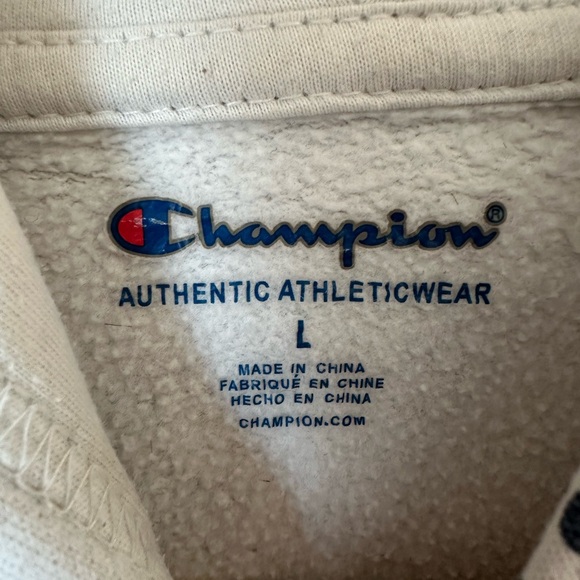 Champion®
AUTHENTIC ATHLETICWEAR
L
MADE IN CHINA
FABRIQUÉ EN CHINE
HECHO EN CHINA
CHAMPION.COM